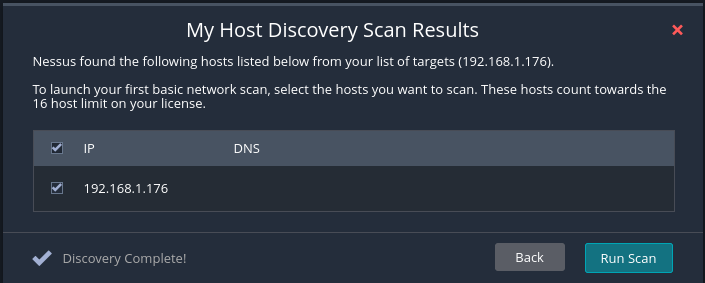 My Host Discovery Scan Results
Nessus found the following hosts listed below from your list of targets (192.168.1.176).
To launch your first basic network scan, select the hosts you want to scan. These hosts count towards the
16 host limit on your license.
IP DNS
192.168.1.176
Discovery Complete! Back Run Scan